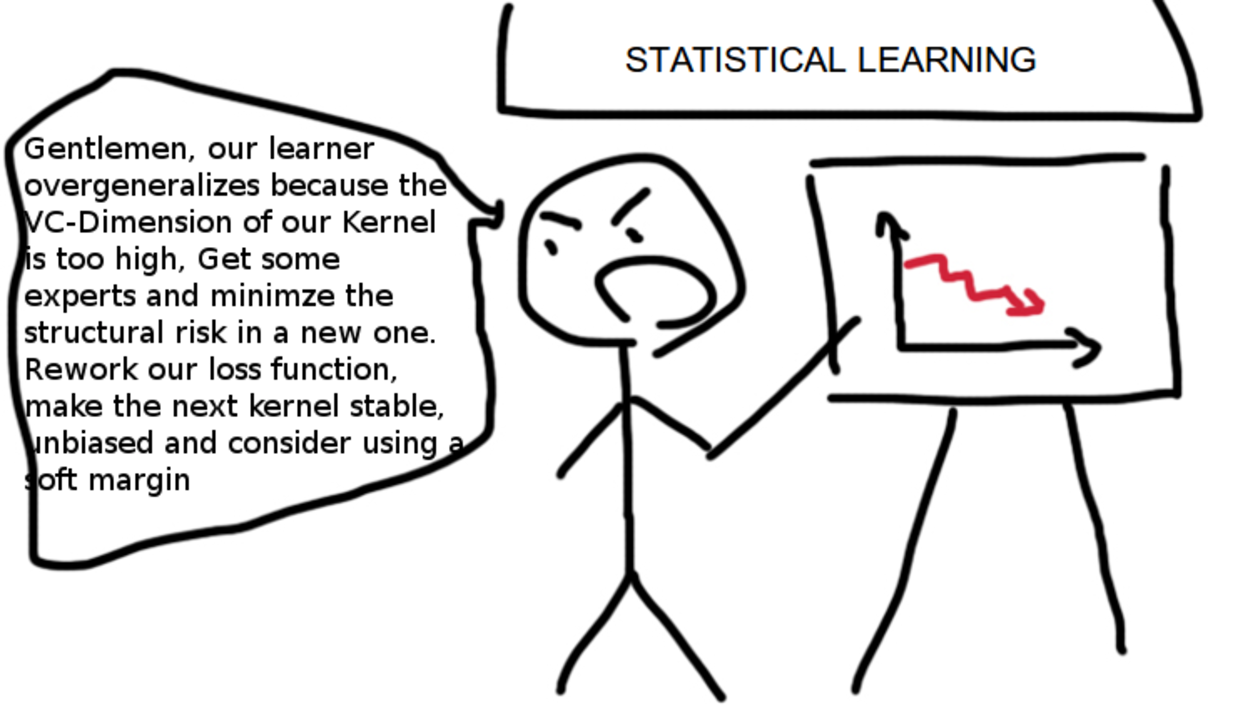 STATISTICAL LEARNING
Gentlemen, our learner
overgeneralizes because the
VC-Dimension of our Kernel
is too high, Get some
experts and minimze the
structural risk in a new one.
Rework our loss function,
make the next kernel stable,
unbiased and consider using a
soft margin